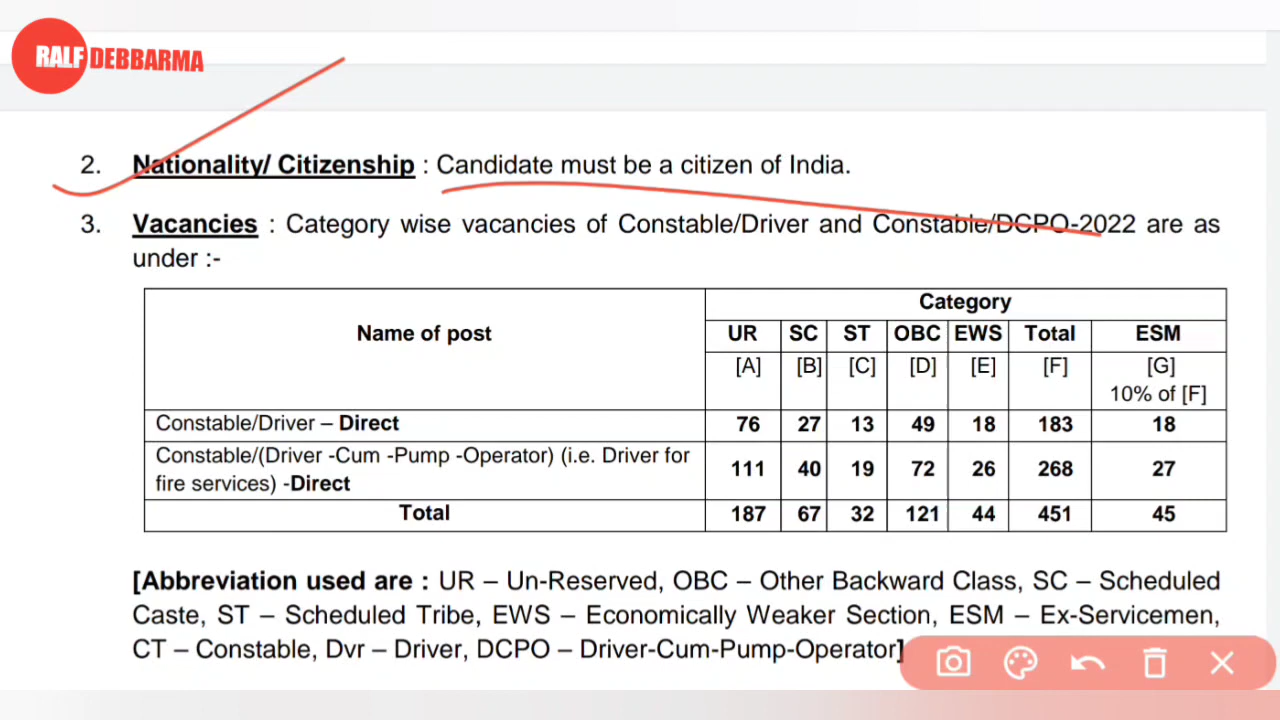 RALF DEBBARMA
2. Nationality/ Citizenship : Candidate must be a citizen of India.
3. Vacancies : Category wise vacancies of Constable/Driver and Constable/DCPO-2022 are as
under :-
Name of post
Category
UR SC ST OBC EWS Total ESM
[A] [B] [C] [D] [E] [F] [G]
10% of [F]
Constable/Driver – Direct 76 27 13 49 18 183 18
Constable/(Driver -Cum -Pump -Operator) (i.e. Driver for
fire services) -Direct 111 40 19 72 26 268 27
Total 187 67 32 121 44 451 45
[Abbreviation used are : UR – Un-Reserved, OBC – Other Backward Class, SC – Scheduled
Caste, ST – Scheduled Tribe, EWS – Economically Weaker Section, ESM – Ex-Servicemen,
CT – Constable, Dvr – Driver, DCPO – Driver-Cum-Pump-Operator]